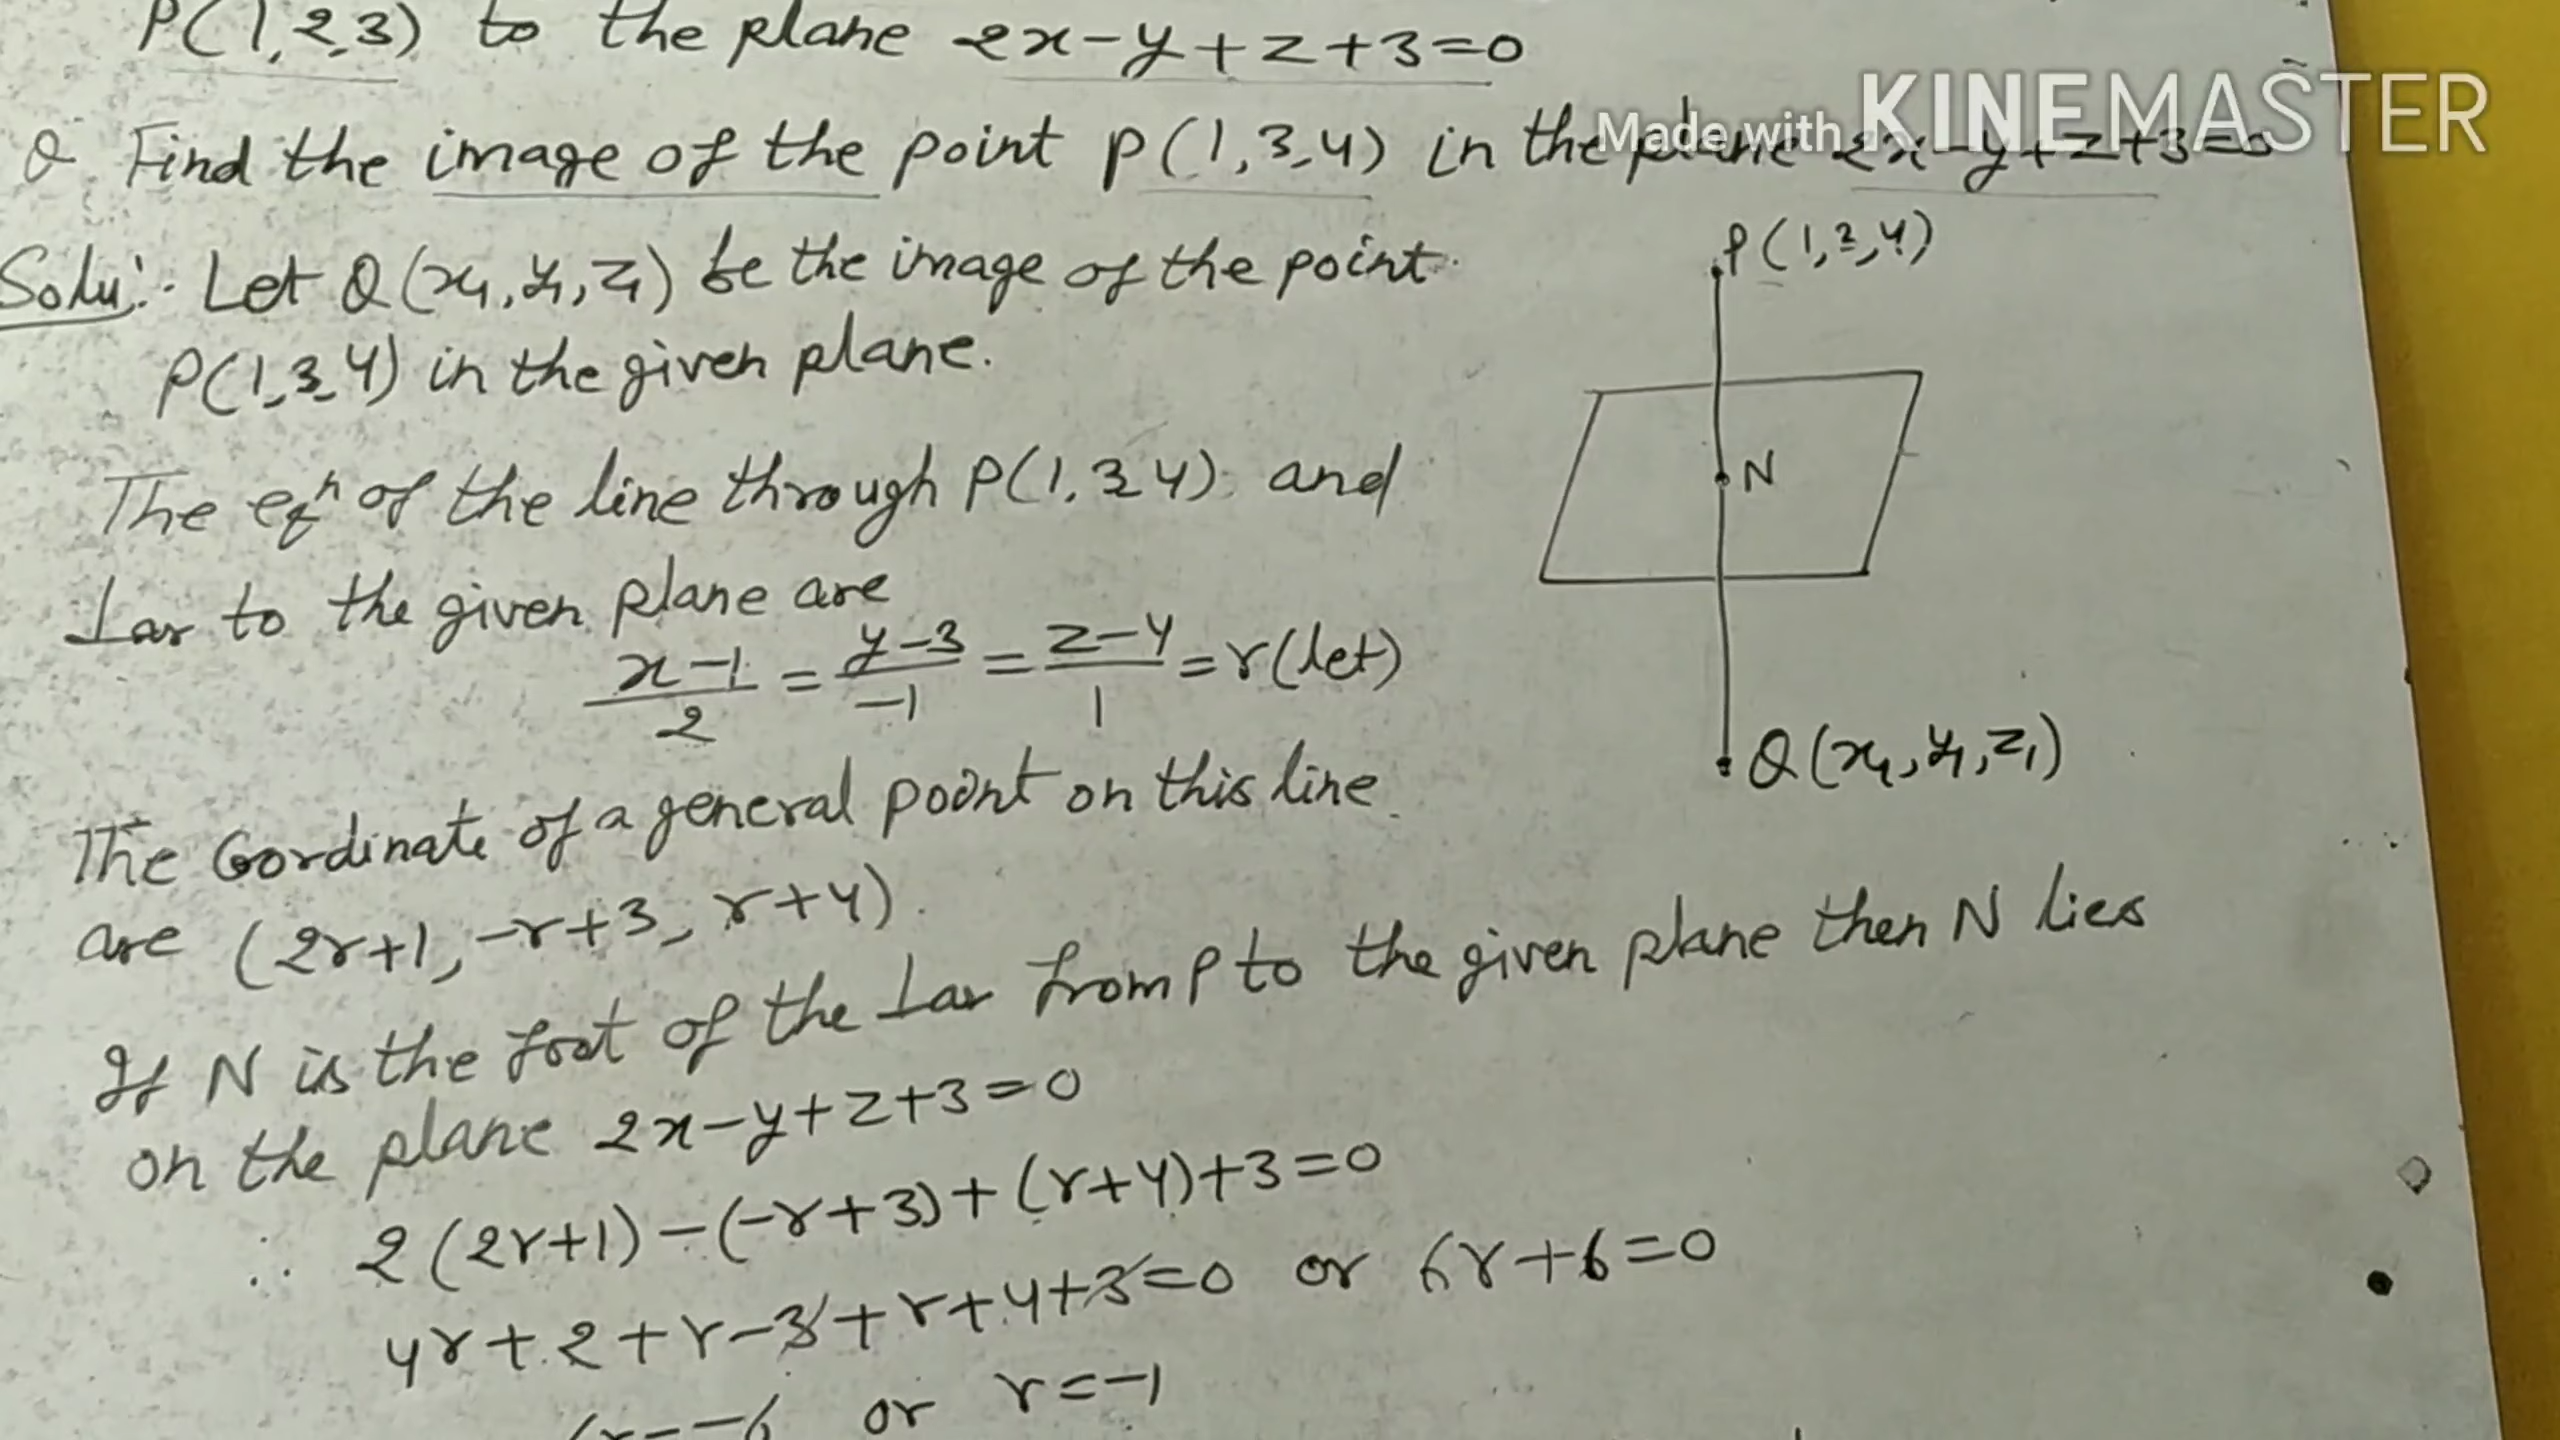 P(1,2,3) to the plane 2x-y+z+3=0
Made with KINEMASTER
Q Find the image of the point P(1,3,4) in the plane 2x-y+z+3=0
Solu:- Let Q(x₁,y₁,z₁) be the image of the point
P(1,3,4) in the given plane.
The eqⁿ of the line through P(1,3,4) and
⊥ar to the given plane are
x-1/2 = y-3/-1 = z-4/1 = r(let)
The Cordinate of a general point on this line
are (2r+1, -r+3, r+4)
If N is the foot of the ⊥ar from P to the given plane then N lies
on the plane 2x-y+z+3=0
∴ 2(2r+1)-(-r+3)+(r+4)+3=0
4r+2+r-3+r+4+3=0 or 6r+6=0
6r=-6 or r=-1
P(1,3,4)
N
Q(x₁,y₁,z₁)